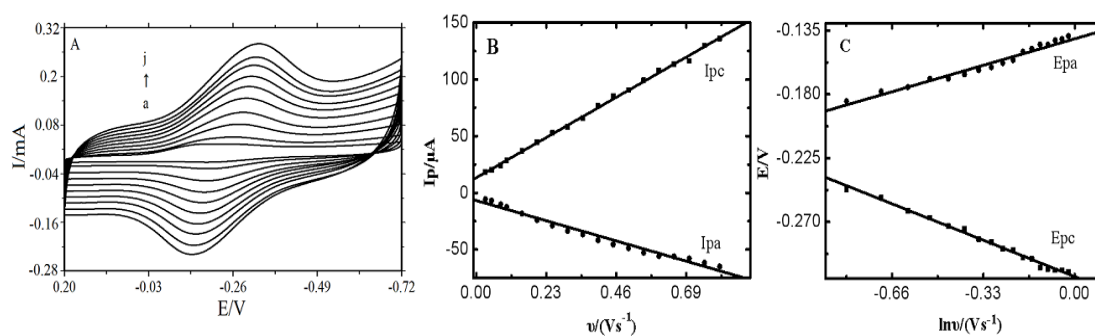 A
j
↑
a
I/mA
0.32
0.2
0.08
-0.04
-0.16
-0.28
0.20 -0.03 -0.26 -0.49 -0.72
E/V
B
Ip/μA
150
100
50
0
-50
Ipc
Ipa
0.00 0.23 0.46 0.69
υ/(Vs⁻¹)
C
E/V
-0.135
-0.180
-0.225
-0.270
Epa
Epc
-0.66 -0.33 0.00
lnυ/(Vs⁻¹)